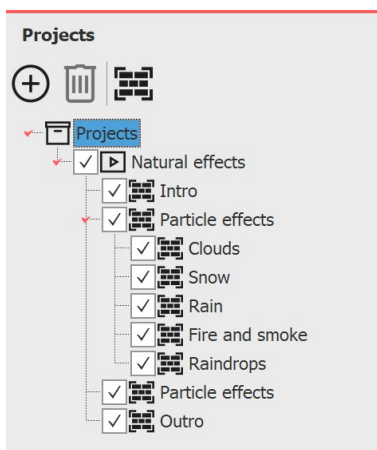 Projects
Projects
Natural effects
Intro
Particle effects
Clouds
Snow
Rain
Fire and smoke
Raindrops
Particle effects
Outro